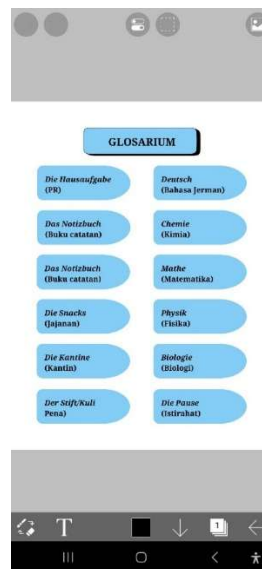 GLOSARIUM
Die Hausaufgabe
(PR)
Das Notizbuch
(Buku catatan)
Das Notizbuch
(Buku catatan)
Die Snacks
(Jajanan)
Die Kantine
(Kantin)
Der Stift/Kuli
Pena)
Deutsch
(Bahasa Jerman)
Chemie
(Kimia)
Mathe
(Matematika)
Physik
(Fisika)
Biologie
(Biologi)
Die Pause
(Istirahat)
T
1